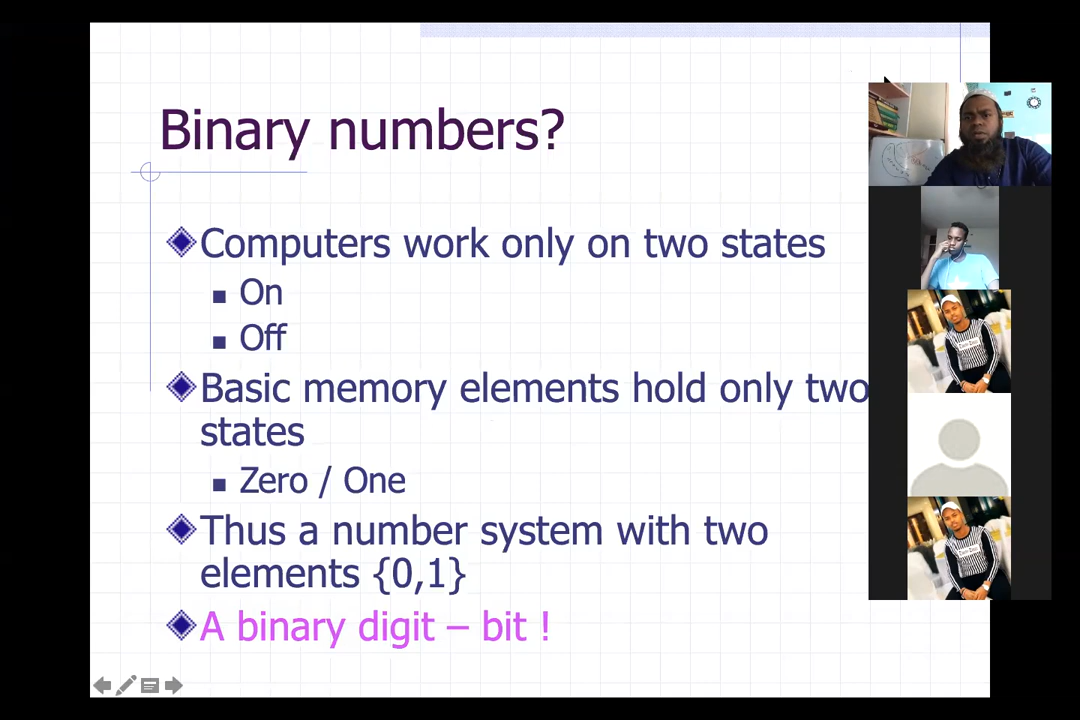 Binary numbers?
Computers work only on two states
On
Off
Basic memory elements hold only two
states
Zero / One
Thus a number system with two
elements {0,1}
A binary digit – bit !